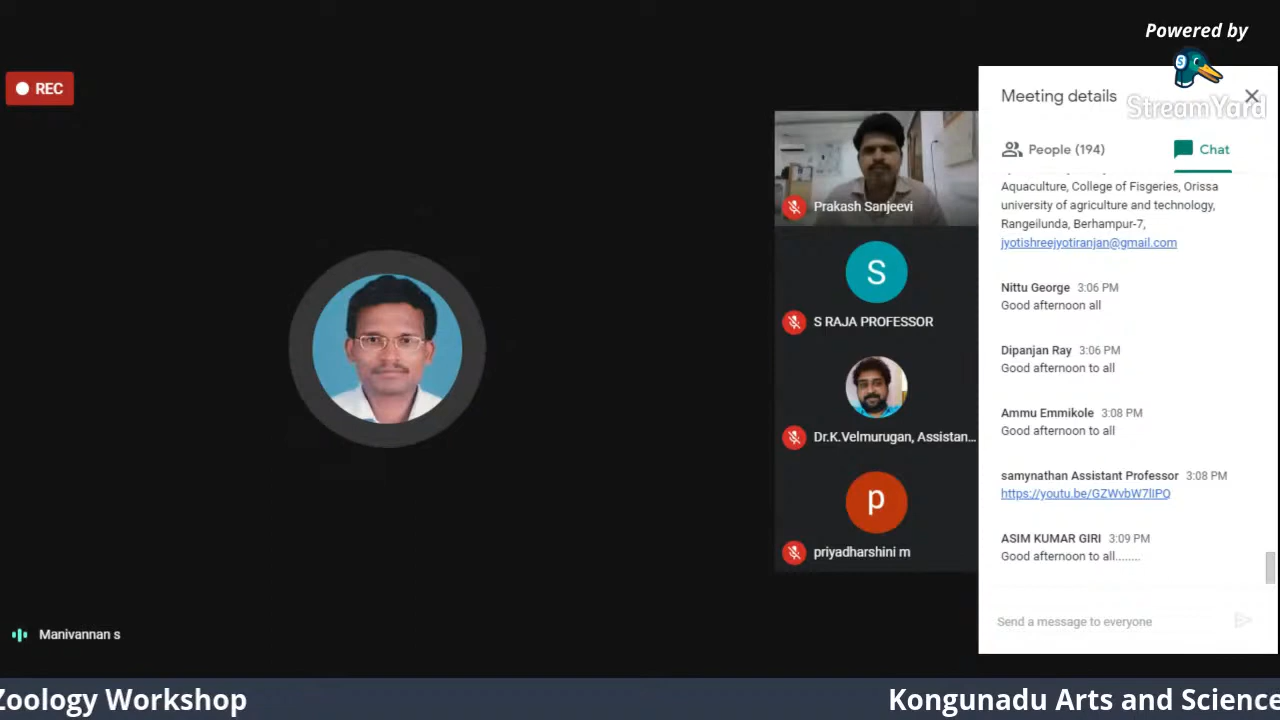 Powered by
StreamYard
REC
Meeting details
People (194)
Chat
Aquaculture, College of Fisgeries, Orissa
university of agriculture and technology,
Rangeilunda, Berhampur-7,
jyotishreejyotiranjan@gmail.com
Nittu George 3:06 PM
Good afternoon all
Dipanjan Ray 3:06 PM
Good afternoon to all
Ammu Emmikole 3:08 PM
Good afternoon to all
samynathan Assistant Professor 3:08 PM
https://youtu.be/GZWvbW7lIPQ
ASIM KUMAR GIRI 3:09 PM
Good afternoon to all........
Send a message to everyone
Prakash Sanjeevi
S
S RAJA PROFESSOR
Dr.K.Velmurugan, Assistan...
p
priyadharshini m
Manivannan s
Zoology Workshop
Kongunadu Arts and Science